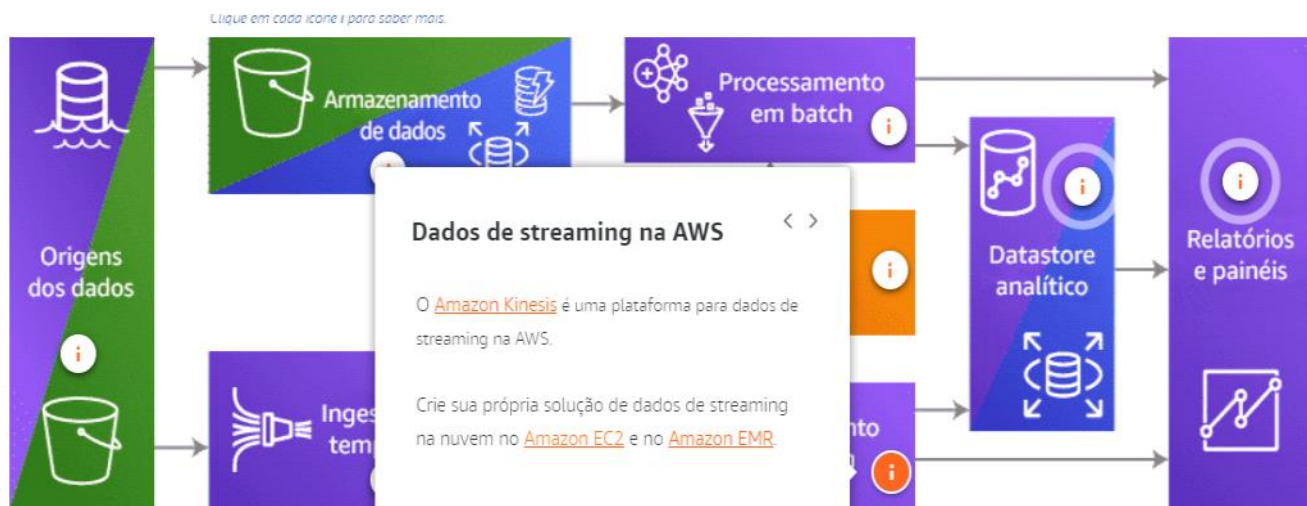 Clique em cada ícone i para saber mais.
Armazenamento
de dados
Processamento
em batch
i
i
i
Origens
dos dados
i
Dados de streaming na AWS
< >
O Amazon Kinesis é uma plataforma para dados de
streaming na AWS.
Crie sua própria solução de dados de streaming
na nuvem no Amazon EC2 e no Amazon EMR.
i
Datastore
analítico
Relatórios
e painéis
i